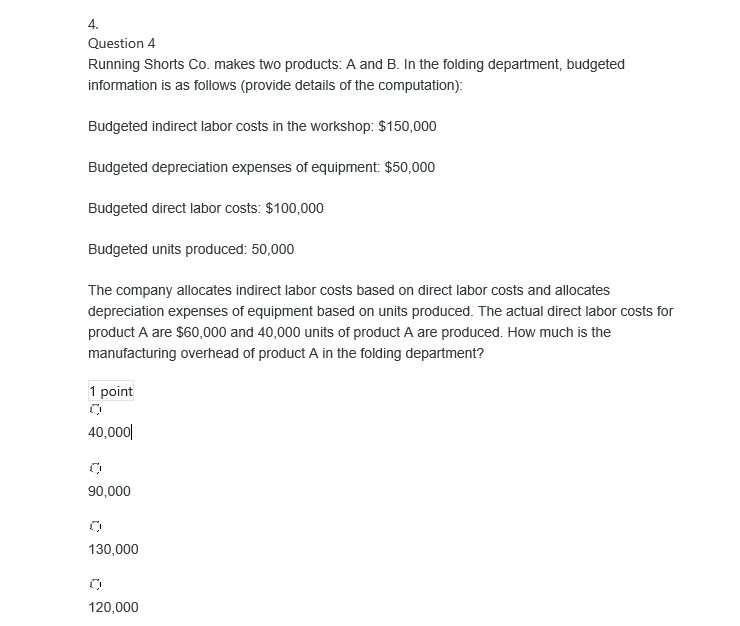 4.
Question 4
Running Shorts Co. makes two products: A and B. In the folding department, budgeted
information is as follows (provide details of the computation):
Budgeted indirect labor costs in the workshop: $150,000
Budgeted depreciation expenses of equipment: $50,000
Budgeted direct labor costs: $100,000
Budgeted units produced: 50,000
The company allocates indirect labor costs based on direct labor costs and allocates
depreciation expenses of equipment based on units produced. The actual direct labor costs for
product A are $60,000 and 40,000 units of product A are produced. How much is the
manufacturing overhead of product A in the folding department?
1 point
40,000
90,000
130,000
120,000